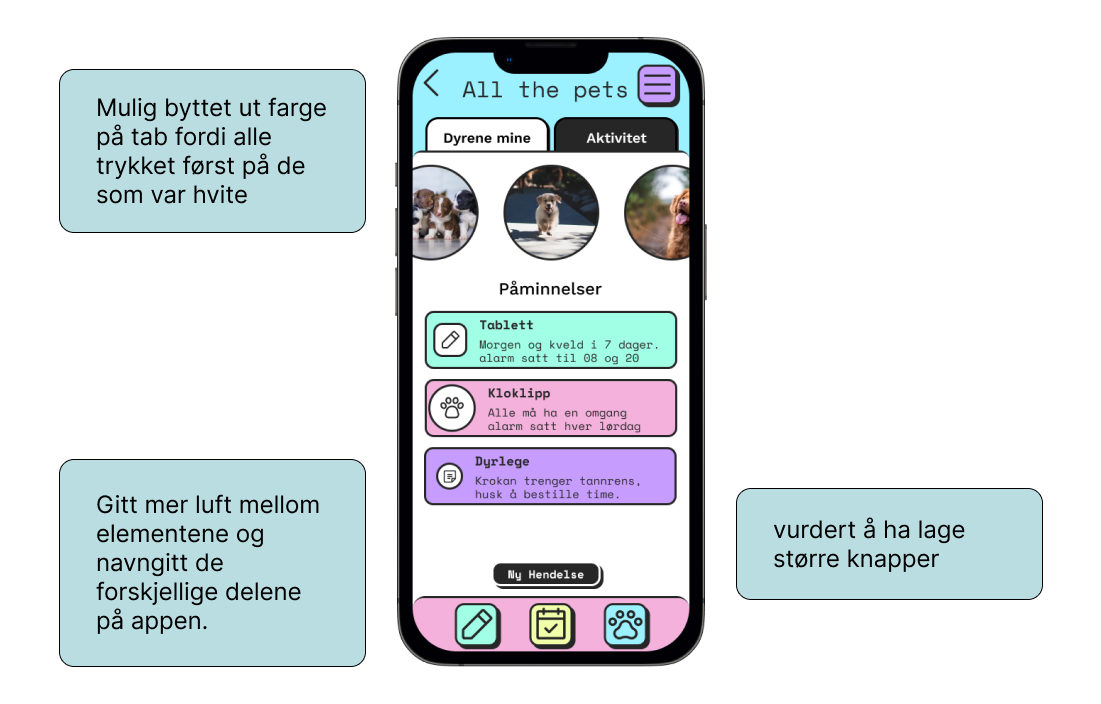 Mulig byttet ut farge
på tab fordi alle
trykket først på de
som var hvite
All the pets
Dyrene mine
Aktivitet
Påminnelser
Tablett
Morgen og kveld i 7 dager.
alarm satt til 08 og 20
Kloklipp
Alle må ha en omgang
alarm satt hver lørdag
Dyrlege
Krokan trenger tannrens,
husk å bestille time.
Ny Hendelse
Gitt mer luft mellom
elementene og
navngitt de
forskjellige delene
på appen.
vurdert å ha lage
større knapper